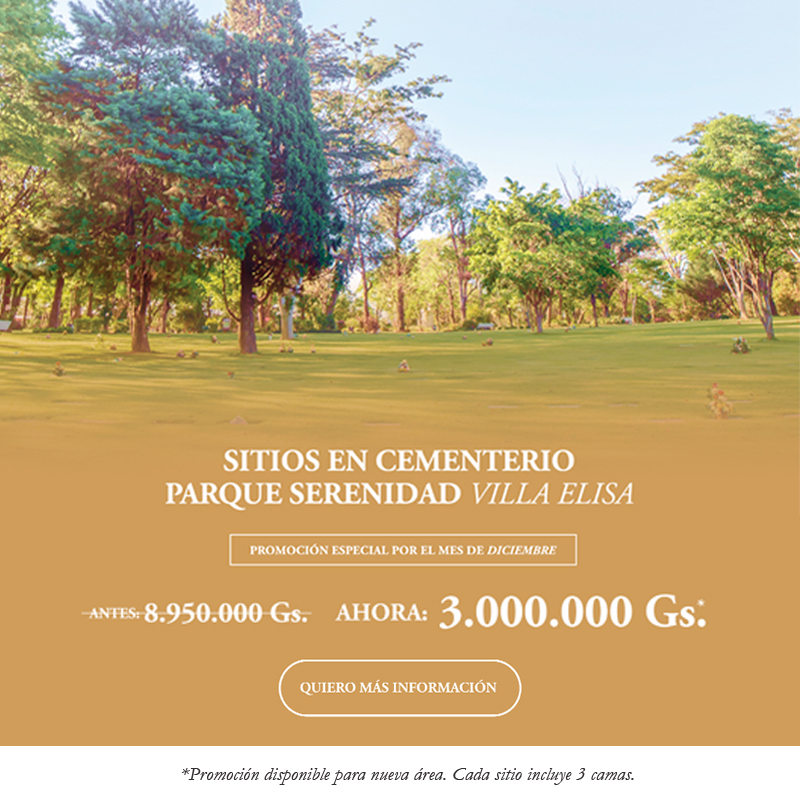 SITIOS EN CEMENTERIO
PARQUE SERENIDAD VILLA ELISA
PROMOCIÓN ESPECIAL POR EL MES DE DICIEMBRE
ANTES: 8.950.000 Gs. AHORA: 3.000.000 Gs.*
QUIERO MÁS INFORMACIÓN
*Promoción disponible para nueva área. Cada sitio incluye 3 camas.